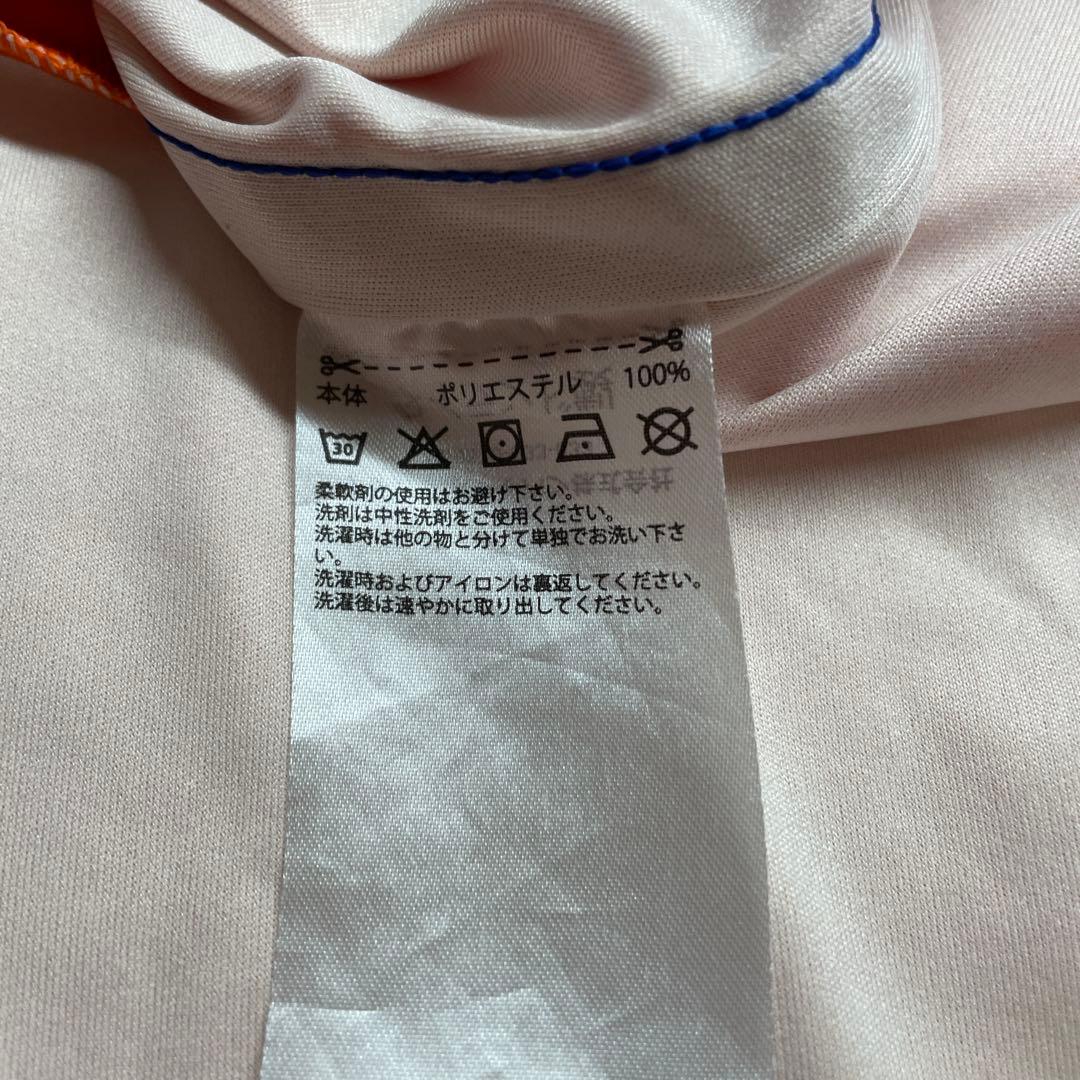 本体 ポリエステル 100%
30
柔軟剤の使用はお避け下さい。
洗剤は中性洗剤をご使用ください。
洗濯時は他の物と分けて単独でお洗い下さ
い。
洗濯時およびアイロンは裏返してください。
洗濯後は速やかに取り出してください。